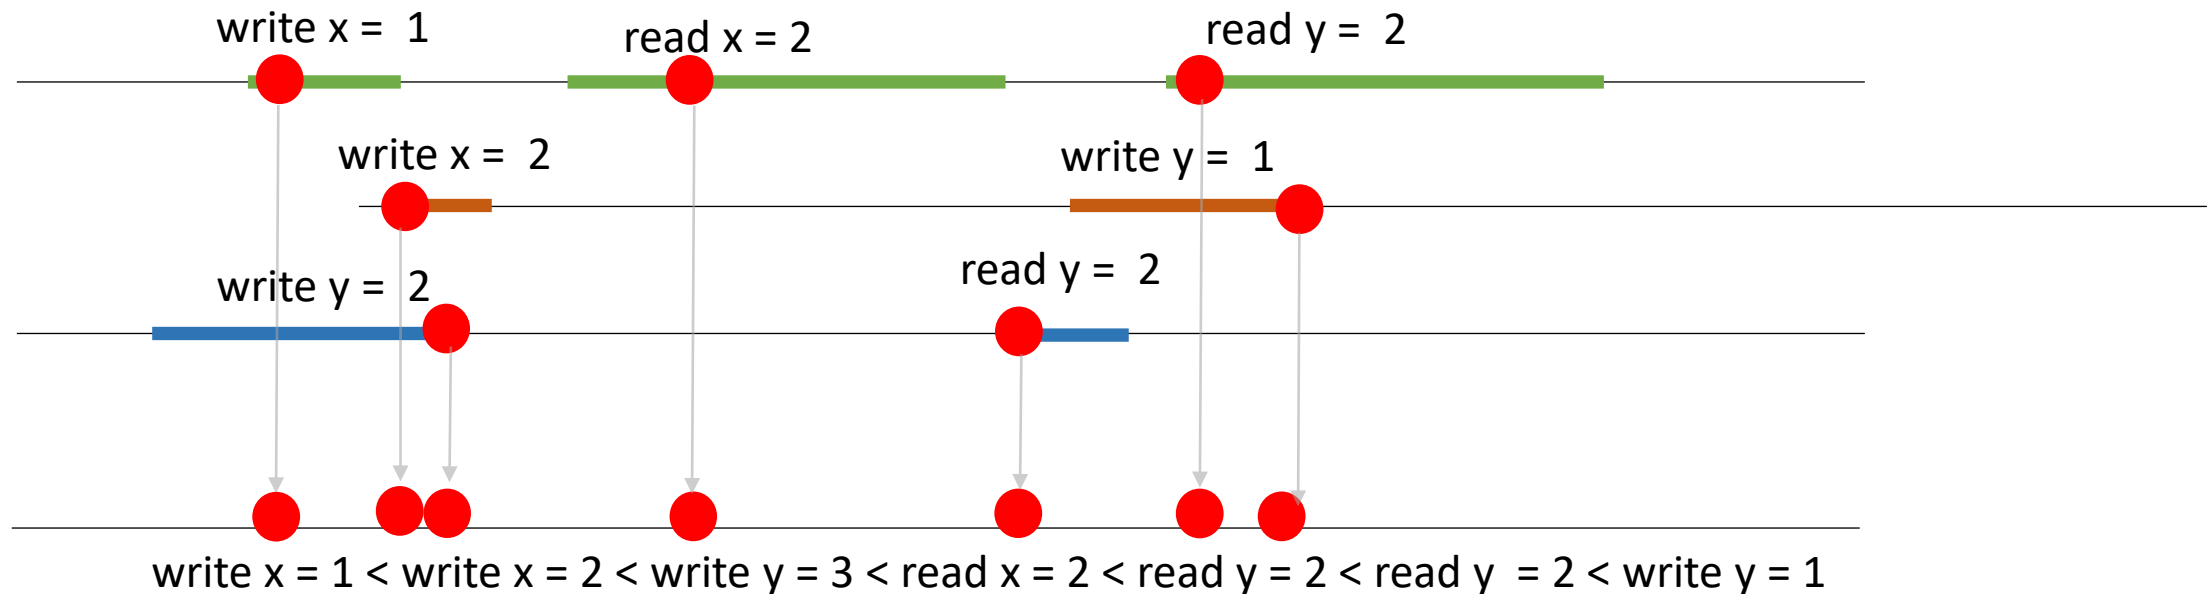 write x = 1
read x = 2
read y = 2
write x = 2
write y = 1
write y = 2
read y = 2
write x = 1 < write x = 2 < write y = 3 < read x = 2 < read y = 2 < read y = 2 < write y = 1